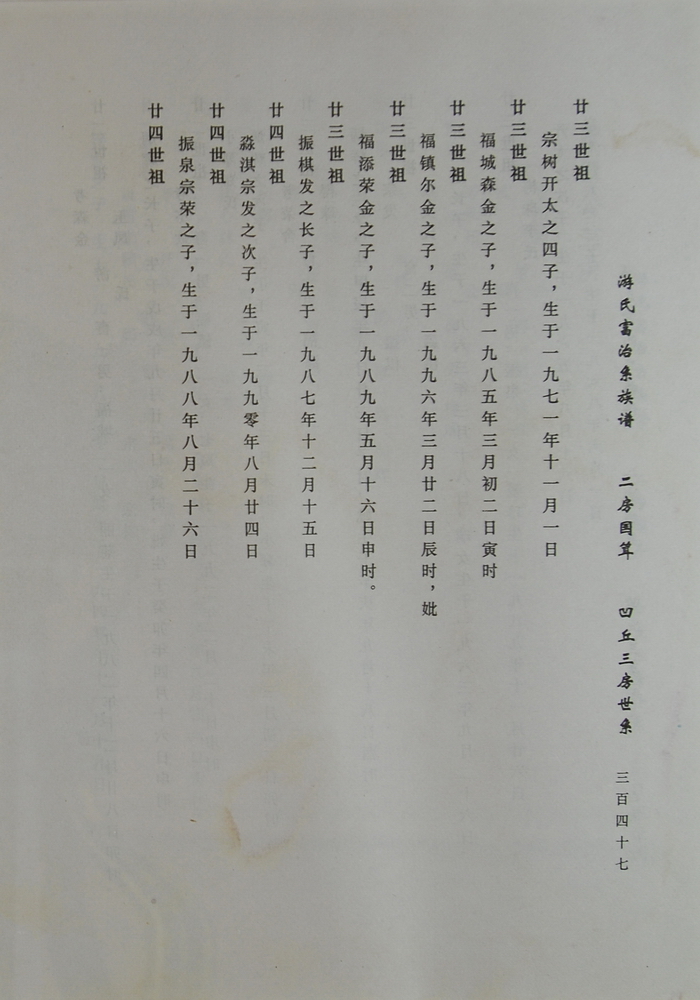 游氏富治系族谱 二房国筭 凹丘三房世系 三百四十七
廿三世祖
宗树开太之四子，生于一九七一年十一月一日
廿三世祖
福城森金之子，生于一九八五年三月初二日寅时
廿三世祖
福镇尔金之子，生于一九九六年三月廿二日辰时，妣
廿三世祖
福添荣金之子，生于一九八九年五月十六日申时。
廿三世祖
振棋发之长子，生于一九八七年十二月十五日
廿四世祖
淼淇宗发之次子，生于一九九零年八月廿四日
廿四世祖
振泉宗荣之子，生于一九八八年八月二十六日
廿四世祖